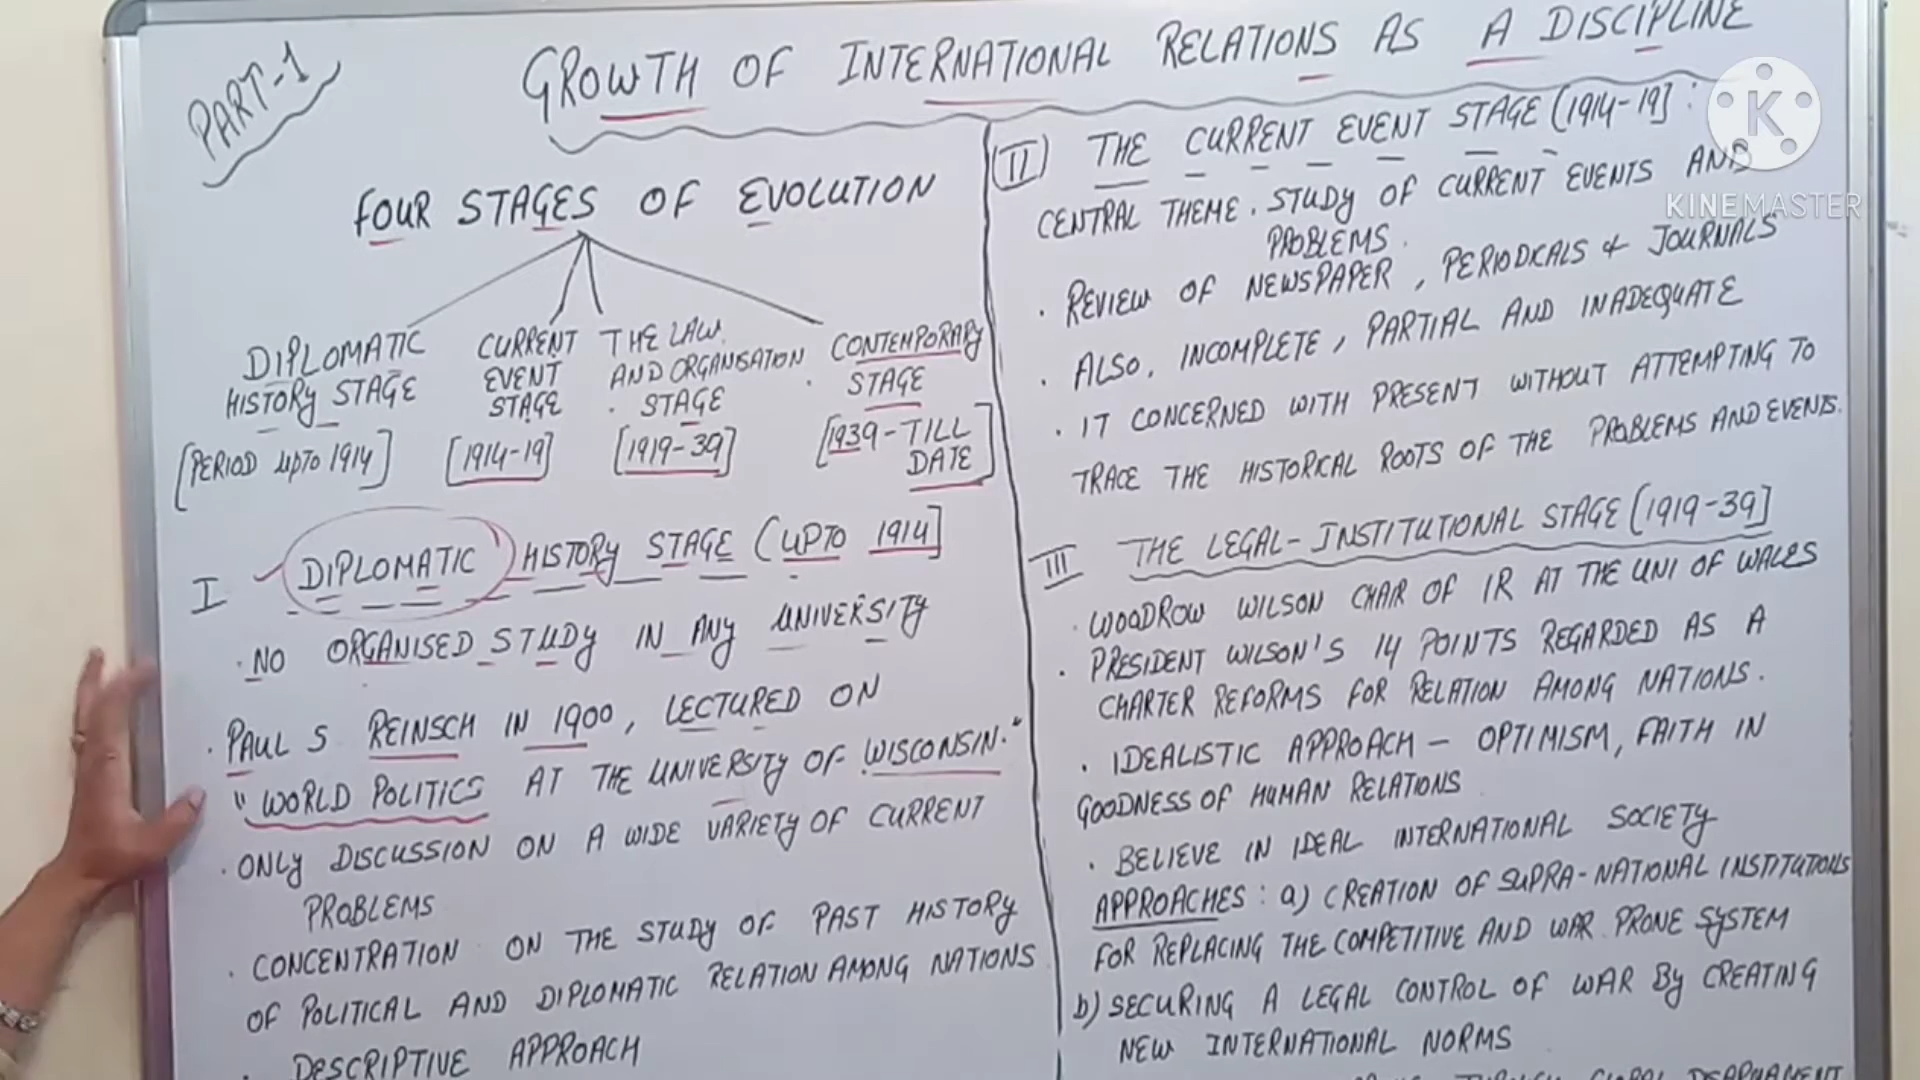 PART-1
GROWTH OF INTERNATIONAL RELATIONS AS A DISCIPLINE
FOUR STAGES OF EVOLUTION
DIPLOMATIC
HISTORY STAGE
[PERIOD UPTO 1914]
CURRENT
EVENT
STAGE
[1914-19]
THE LAW
AND ORGANISATION
STAGE
[1919-39]
CONTEMPORARY
STAGE
[1939-TILL
DATE]
I DIPLOMATIC HISTORY STAGE (UPTO 1914]
· NO ORGANISED STUDY IN ANY UNIVERSITY
· PAUL S REINSCH IN 1900, LECTURED ON
"WORLD POLITICS AT THE UNIVERSITY OF WISCONSIN."
· ONLY DISCUSSION ON A WIDE VARIETY OF CURRENT
PROBLEMS
· CONCENTRATION ON THE STUDY OF PAST HISTORY
OF POLITICAL AND DIPLOMATIC RELATION AMONG NATIONS
· DESCRIPTIVE APPROACH
(II) THE CURRENT EVENT STAGE (1914-19] :
CENTRAL THEME. STUDY OF CURRENT EVENTS AND
PROBLEMS.
· REVIEW OF NEWSPAPER, PERIODICALS & JOURNALS
· ALSO, INCOMPLETE, PARTIAL AND INADEQUATE
· IT CONCERNED WITH PRESENT WITHOUT ATTEMPTING TO
TRACE THE HISTORICAL ROOTS OF THE PROBLEMS AND EVENTS.
III THE LEGAL-INSTITUTIONAL STAGE (1919-39]
· WOODROW WILSON CHAIR OF IR AT THE UNI OF WALES
· PRESIDENT WILSON'S 14 POINTS REGARDED AS A
CHARTER REFORMS FOR RELATION AMONG NATIONS.
· IDEALISTIC APPROACH – OPTIMISM, FAITH IN
GOODNESS OF HUMAN RELATIONS
· BELIEVE IN IDEAL INTERNATIONAL SOCIETY
APPROACHES: a) CREATION OF SUPRA-NATIONAL INSTITUTIONS
FOR REPLACING THE COMPETITIVE AND WAR PRONE SYSTEM
b) SECURING A LEGAL CONTROL OF WAR BY CREATING
NEW INTERNATIONAL NORMS
THROUGH GLOBAL DISARMAMENT
K
KINEMASTER